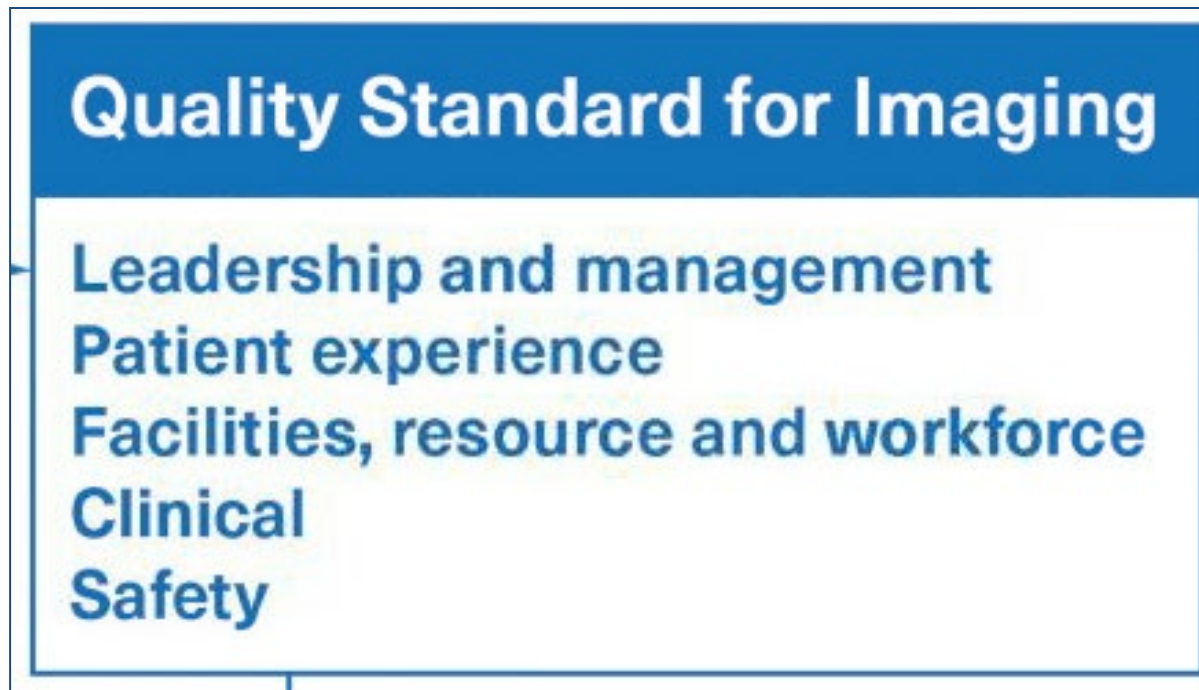 Quality Standard for Imaging
Leadership and management
Patient experience
Facilities, resource and workforce
Clinical
Safety